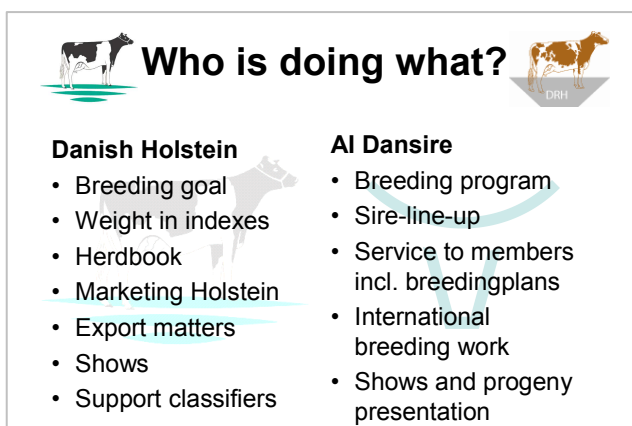 Who is doing what?
DRH
Danish Holstein
• Breeding goal
• Weight in indexes
• Herdbook
• Marketing Holstein
• Export matters
• Shows
• Support classifiers
AI Dansire
• Breeding program
• Sire-line-up
• Service to members
incl. breedingplans
• International
breeding work
• Shows and progeny
presentation